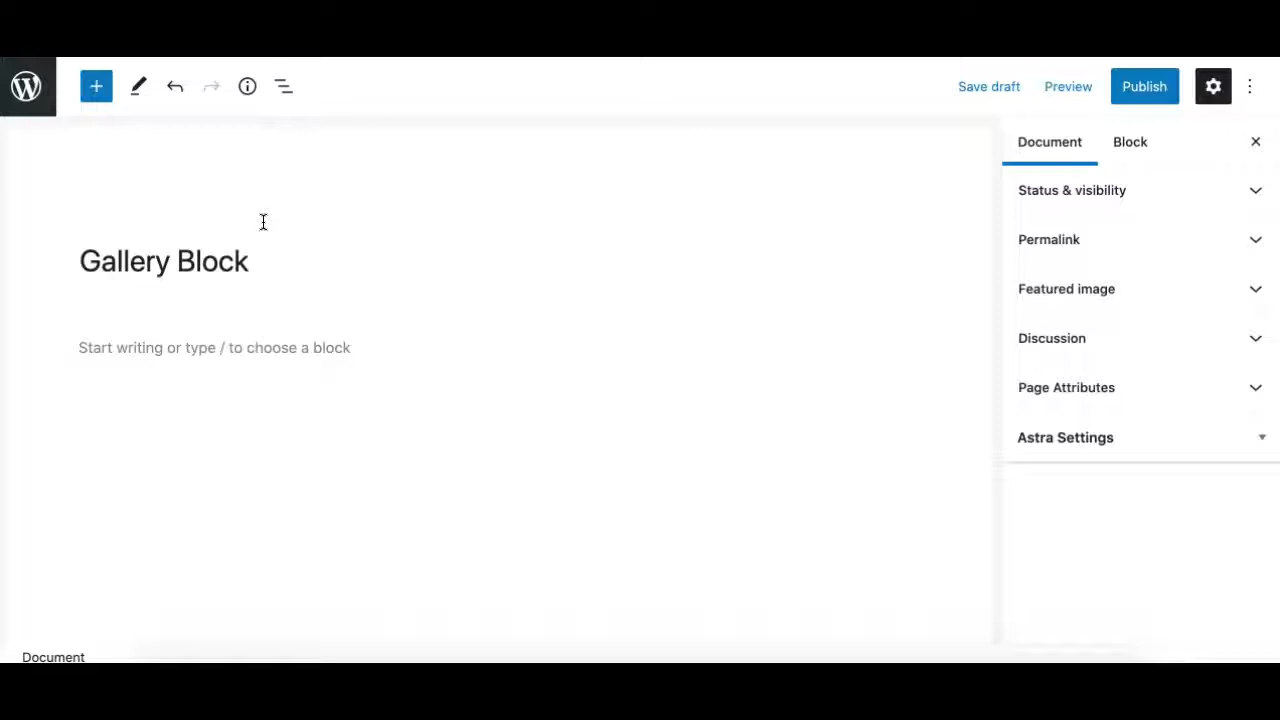 Save draft
Preview
Publish
Document
Block
Status & visibility
Permalink
Featured image
Discussion
Page Attributes
Astra Settings
Gallery Block
Start writing or type / to choose a block
Document